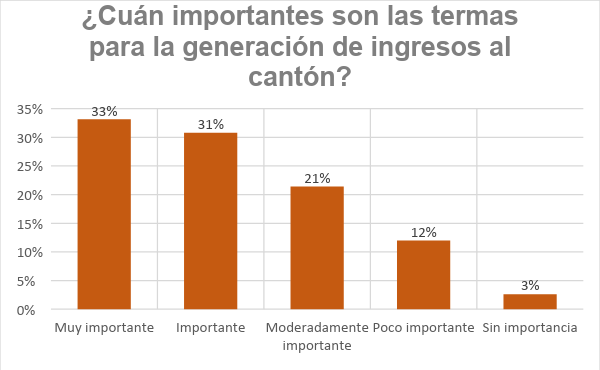 ¿Cuán importantes son las termas
para la generación de ingresos al
cantón?
35%
30%
25%
20%
15%
10%
5%
0%
33%
31%
21%
12%
3%
Muy importante
Importante
Moderadamente
importante
Poco importante
Sin importancia